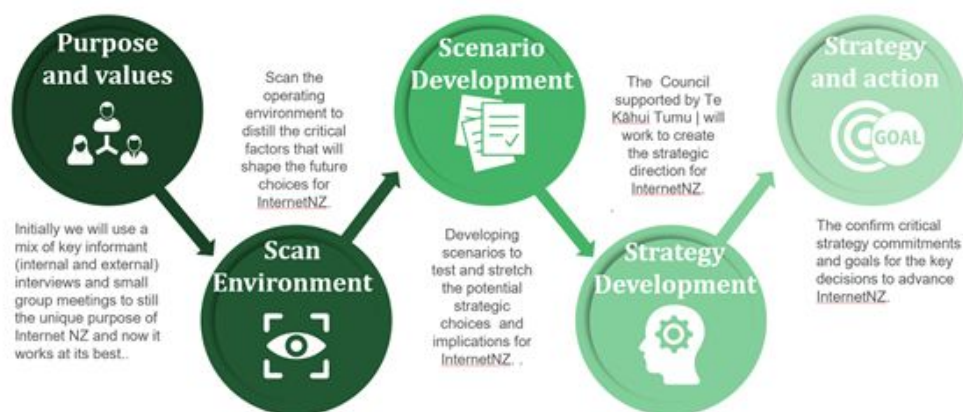 Purpose
and values
Initially we will use a
mix of key informant
(internal and external)
interviews and small
group meetings to still
the unique purpose of
Internet NZ and now it
works at its best..
Scan the
operating
environment to
distill the critical
factors that will
shape the future
choices for
InternetNZ.
Scan
Environment
Scenario
Development
Developing
scenarios to
test and stretch
the potential
strategic
choices and
implications for
InternetNZ. .
The Council
supported by Te
Kāhui Tumu | will
work to create
the strategic
direction for
InternetNZ.
.
Strategy
Development
Strategy
and action
GOAL
The confirm critical
strategy commitments
and goals for the key
decisions to advance
InternetNZ.